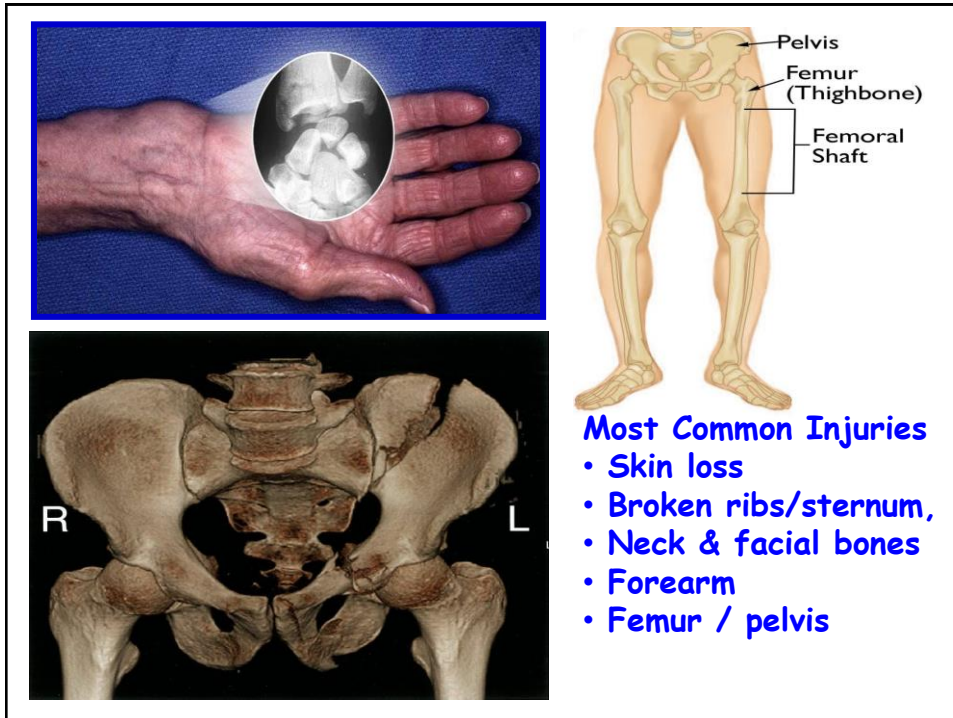 Pelvis
Femur
(Thighbone)
Femoral
Shaft
R
L
Most Common Injuries
• Skin loss
• Broken ribs/sternum,
• Neck & facial bones
• Forearm
• Femur / pelvis